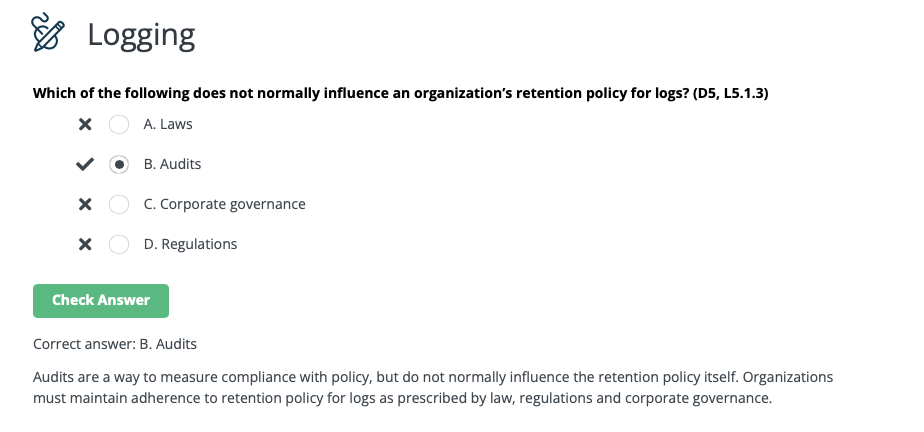 Logging
Which of the following does not normally influence an organization’s retention policy for logs? (D5, L5.1.3)
A. Laws
B. Audits
C. Corporate governance
D. Regulations
Check Answer
Correct answer: B. Audits
Audits are a way to measure compliance with policy, but do not normally influence the retention policy itself. Organizations
must maintain adherence to retention policy for logs as prescribed by law, regulations and corporate governance.